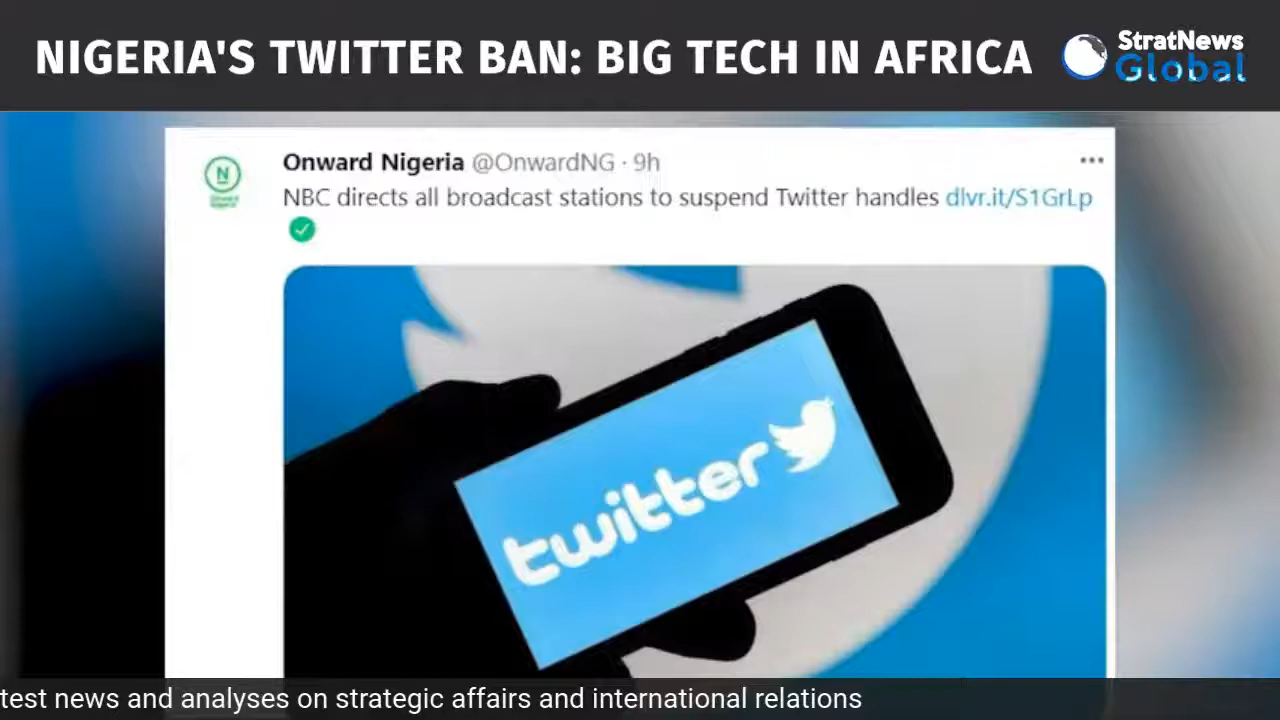 NIGERIA'S TWITTER BAN: BIG TECH IN AFRICA
StratNews
Global
Onward Nigeria @OnwardNG · 9h
NBC directs all broadcast stations to suspend Twitter handles dlvr.it/S1GrLp
N
twitter
test news and analyses on strategic affairs and international relations